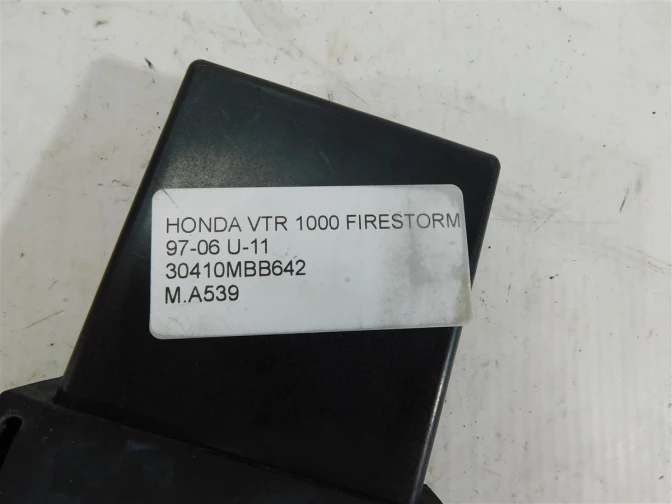 HONDA VTR 1000 FIRESTORM
97-06 U-11
30410MBB642
M.A539